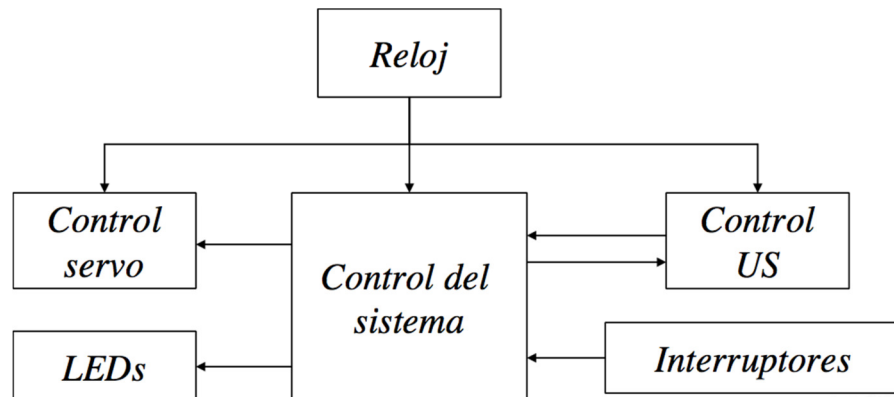 Reloj
Control
servo
Control del
sistema
Control
US
LEDs
Interruptores